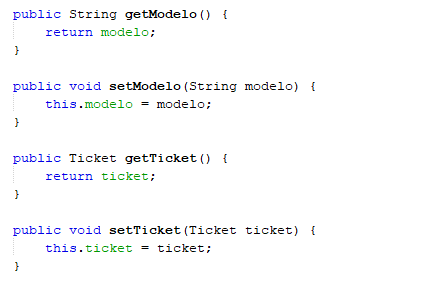 public String getModelo() {
    return modelo;
}

public void setModelo(String modelo) {
    this.modelo = modelo;
}

public Ticket getTicket() {
    return ticket;
}

public void setTicket(Ticket ticket) {
    this.ticket = ticket;
}